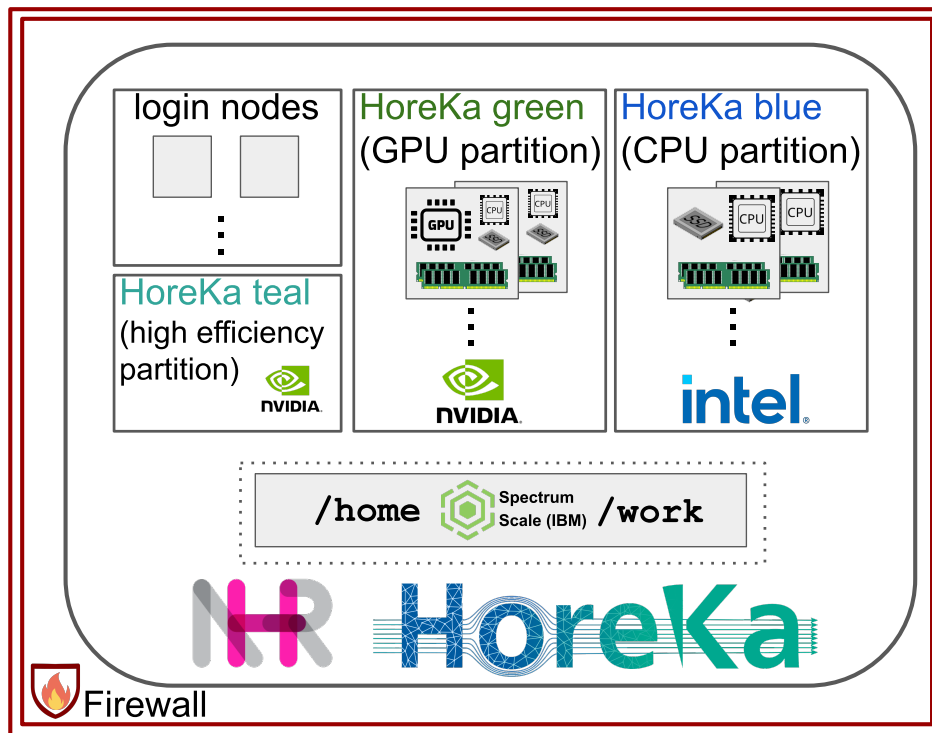 login nodes
HoreKa green
(GPU partition)
GPU
CPU
CPU
NVIDIA.
HoreKa blue
(CPU partition)
SSD
CPU
CPU
intel.
HoreKa teal
(high efficiency
partition)
NVIDIA.
/home
Spectrum
Scale (IBM)
/work
NHR
HoreKa
Firewall